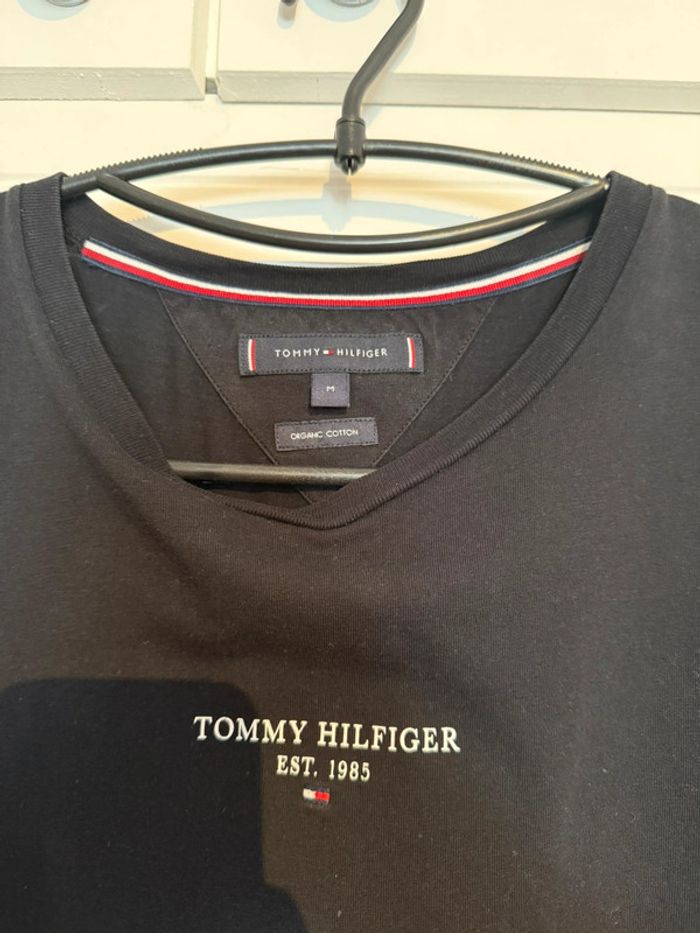 TOMMY HILFIGER
M
ORGANIC COTTON
TOMMY HILFIGER
EST. 1985